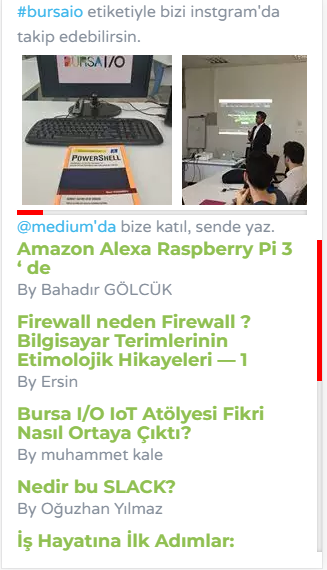 #bursaio etiketiyle bizi instgram'da
takip edebilirsin.
BURSA I/O
POWERSHELL
@medium'da bize katıl, sende yaz.
Amazon Alexa Raspberry Pi 3
‘ de
By Bahadır GÖLCÜK
Firewall neden Firewall ?
Bilgisayar Terimlerinin
Etimolojik Hikayeleri — 1
By Ersin
Bursa I/O IoT Atölyesi Fikri
Nasıl Ortaya Çıktı?
By muhammet kale
Nedir bu SLACK?
By Oğuzhan Yılmaz
İş Hayatına İlk Adımlar: